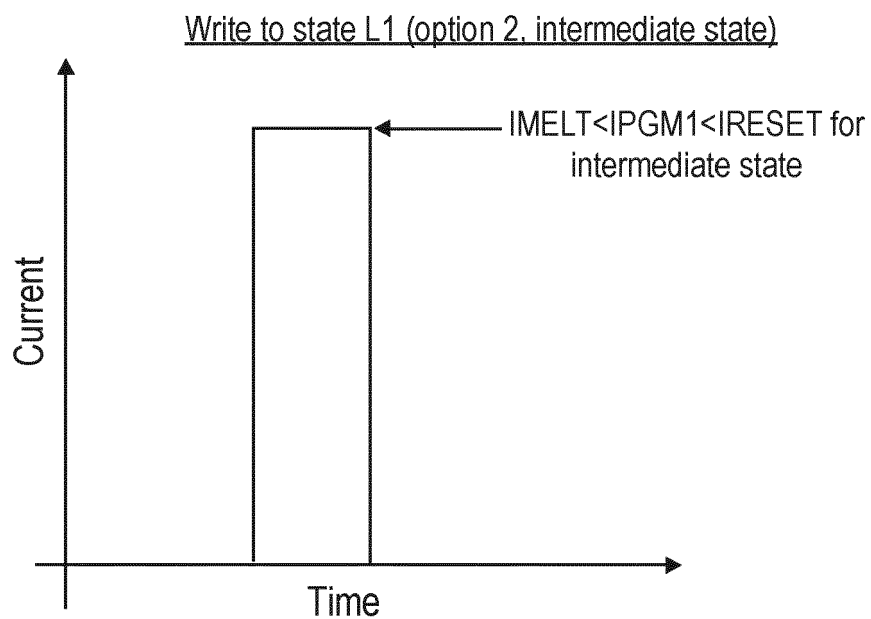 Write to state L1 (option 2, intermediate state)
IMELT<IPGM1<IRESET for
intermediate state
Current
Time